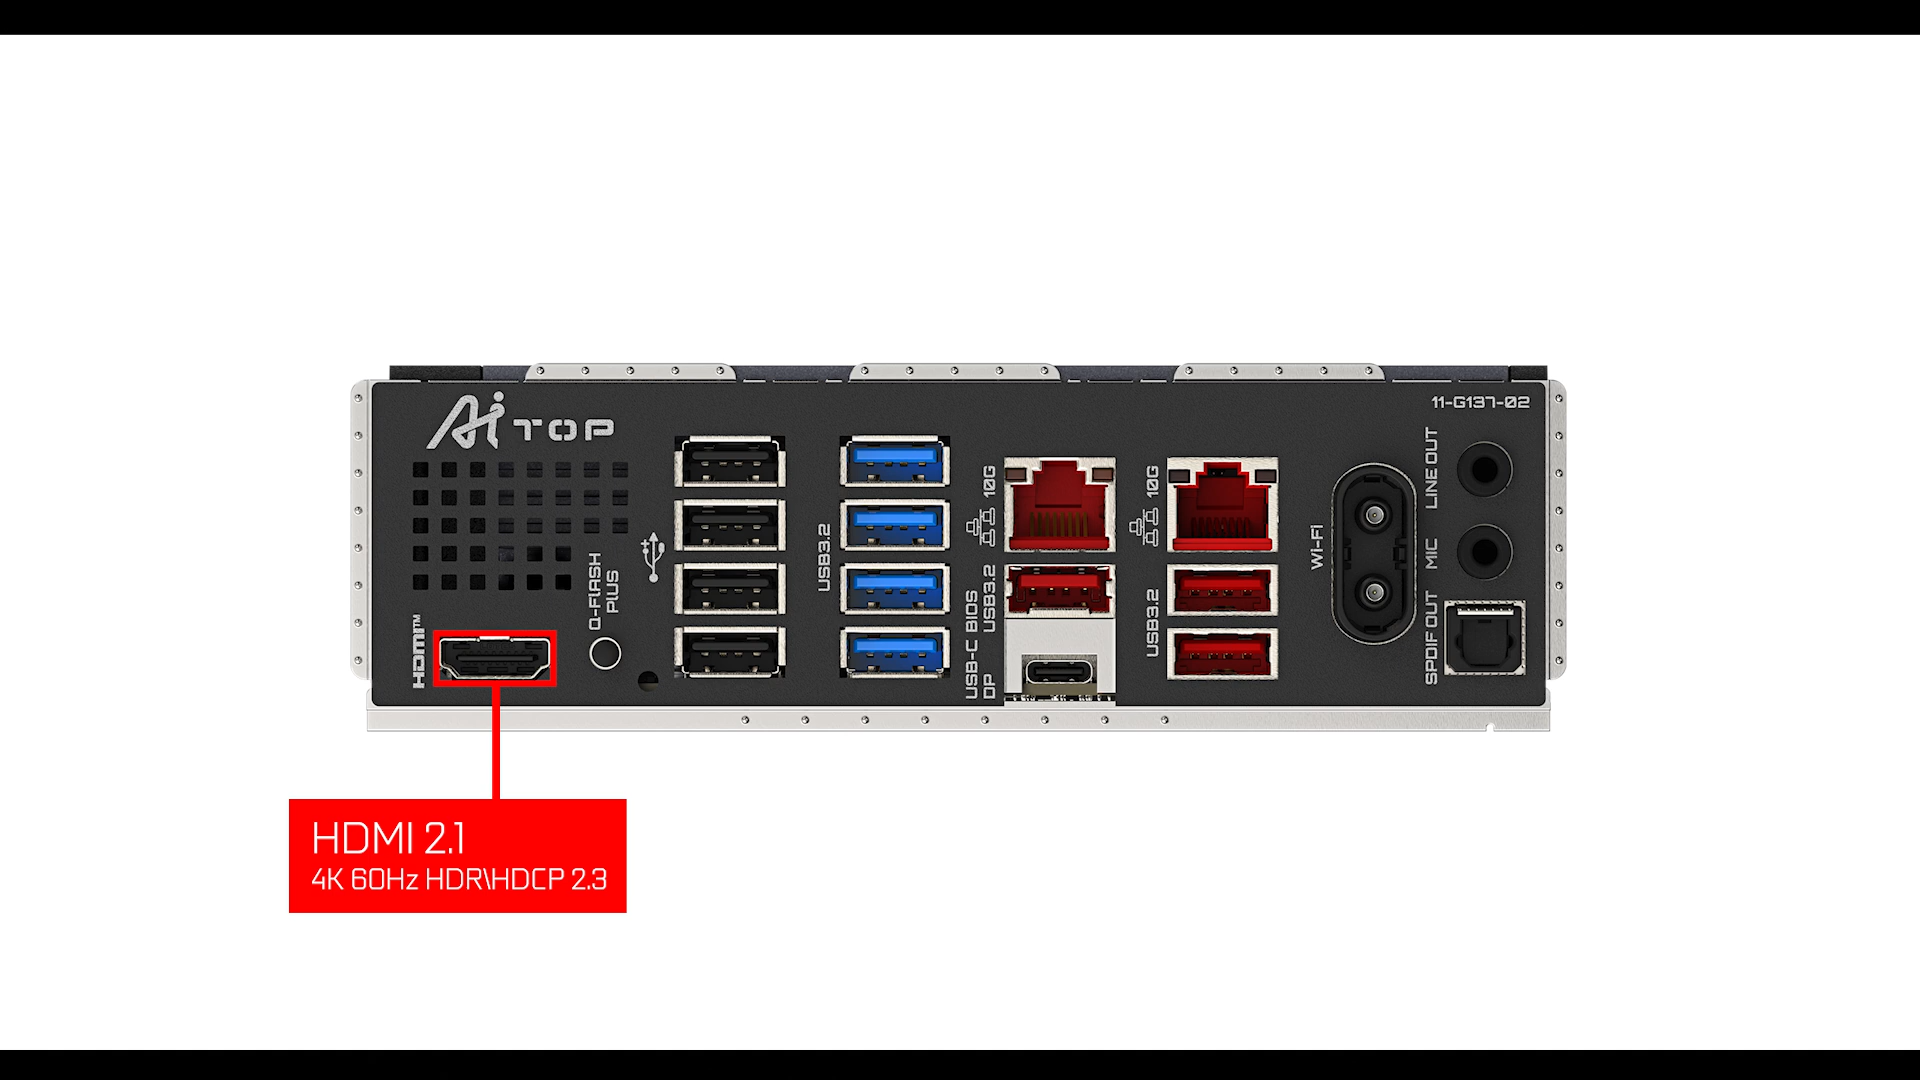 Ai TOP
11-G137-02
HDMI™
Q-FLASH
PLUS
USB3.2
10G
USB-C
DP
BIOS
USB3.2
10G
USB3.2
Wi-Fi
LINE OUT
MIC
SPDIF OUT
HDMI 2.1
4K 60Hz HDR\HDCP 2.3